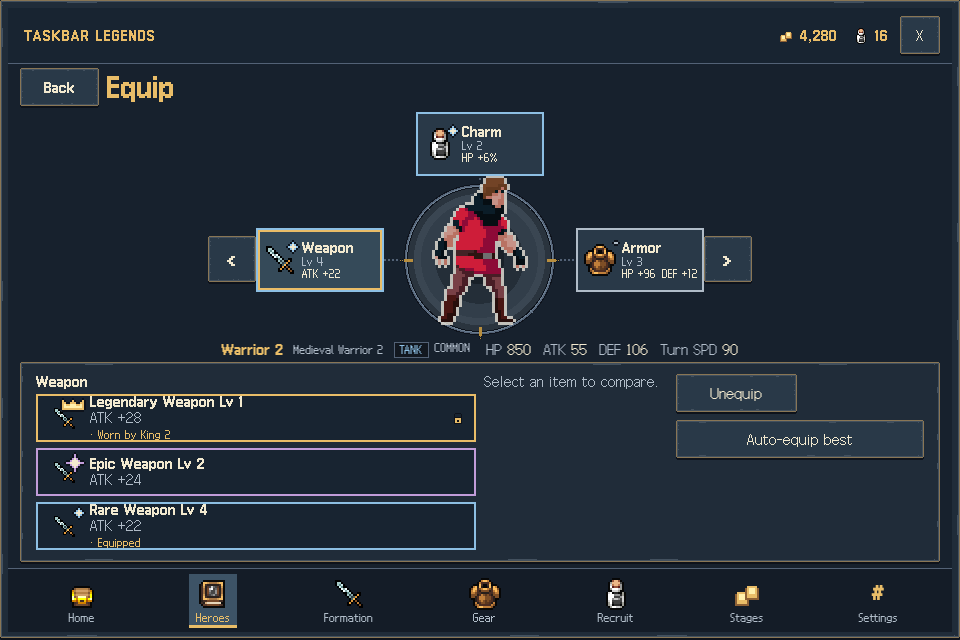 TASKBAR LEGENDS
4,280
16
X
Back
Equip
Charm
Lv 2
HP +6%
<
Weapon
Lv 4
ATK +22
Armor
Lv 3
HP +96 DEF +12
>
Warrior 2 Medieval Warrior 2 TANK COMMON HP 850 ATK 55 DEF 106 Turn SPD 90
Weapon
Legendary Weapon Lv 1
ATK +28
· Worn by King 2
Epic Weapon Lv 2
ATK +24
Rare Weapon Lv 4
ATK +22
· Equipped
Select an item to compare.
Unequip
Auto-equip best
Home
Heroes
Formation
Gear
Recruit
Stages
#
Settings